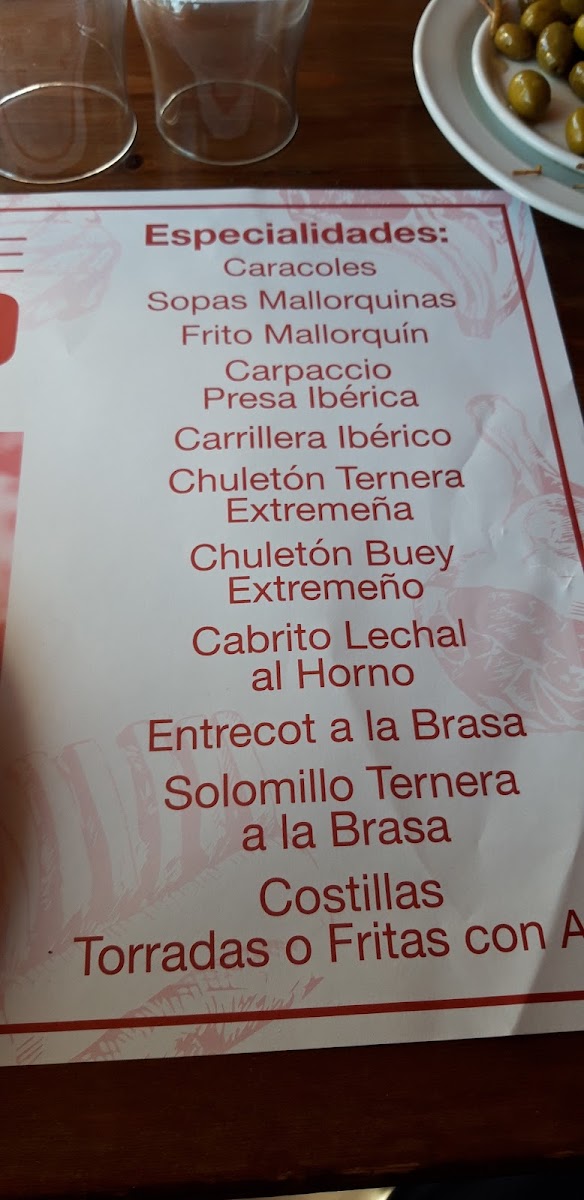 Especialidades:
Caracoles
Sopas Mallorquinas
Frito Mallorquín
Carpaccio
Presa Ibérica
Carrillera Ibérico
Chuletón Ternera
Extremeña
Chuletón Buey
Extremeño
Cabrito Lechal
al Horno
Entrecot a la Brasa
Solomillo Ternera
a la Brasa
Costillas
Torradas o Fritas con